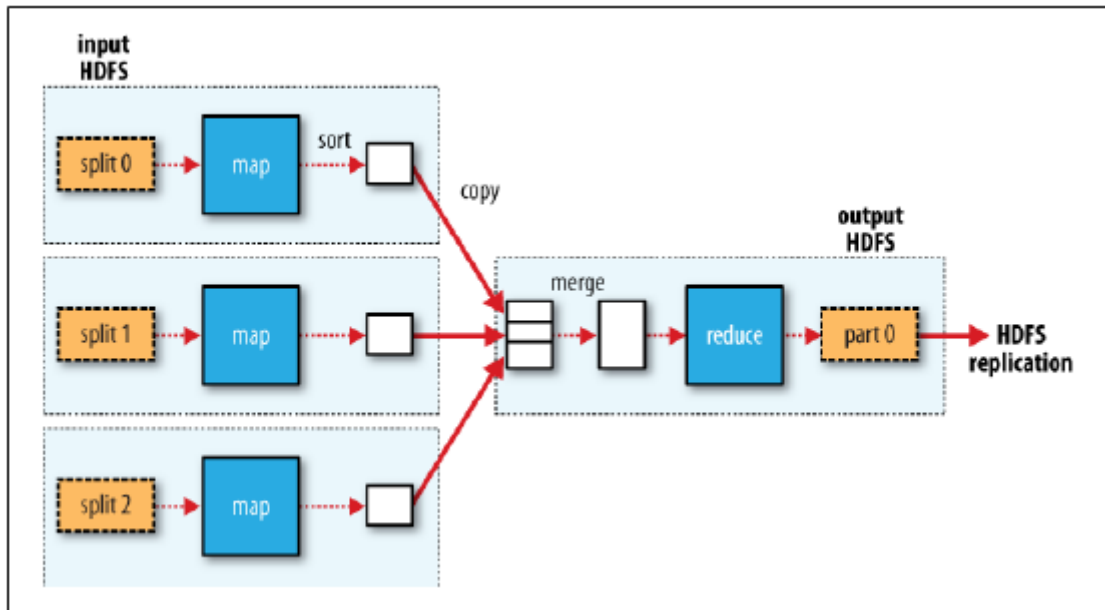 input
HDFS
split 0
map
sort
copy
split 1
map
merge
output
HDFS
reduce
part 0
HDFS
replication
split 2
map